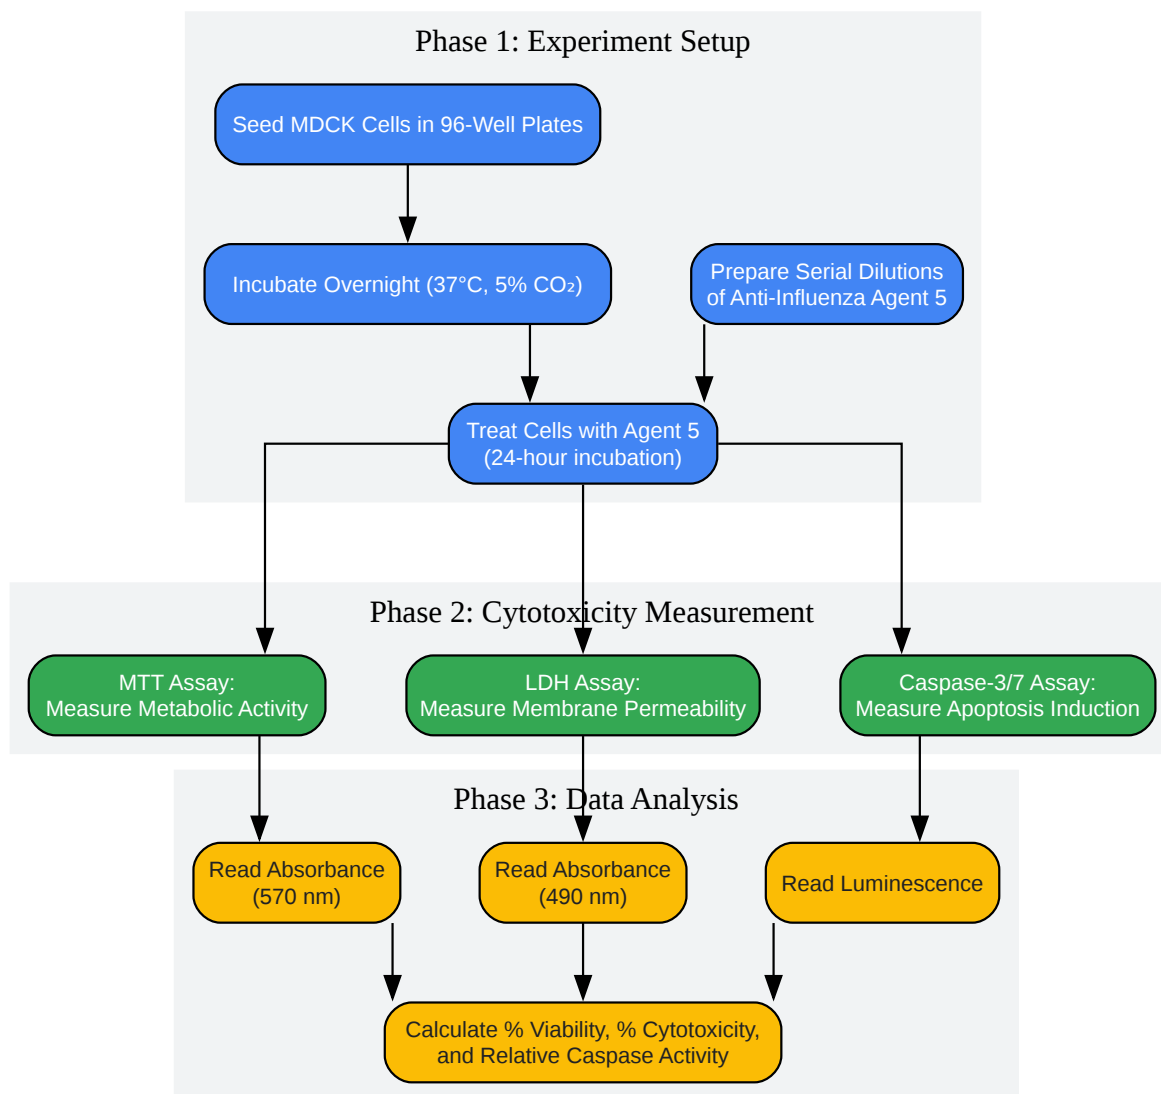 Phase 1: Experiment Setup
Seed MDCK Cells in 96-Well Plates
Incubate Overnight (37°C, 5% CO₂)
Prepare Serial Dilutions
of Anti-Influenza Agent 5
Treat Cells with Agent 5
(24-hour incubation)
Phase 2: Cytotoxicity Measurement
MTT Assay:
Measure Metabolic Activity
LDH Assay:
Measure Membrane Permeability
Caspase-3/7 Assay:
Measure Apoptosis Induction
Phase 3: Data Analysis
Read Absorbance
(570 nm)
Read Absorbance
(490 nm)
Read Luminescence
Calculate % Viability, % Cytotoxicity,
and Relative Caspase Activity